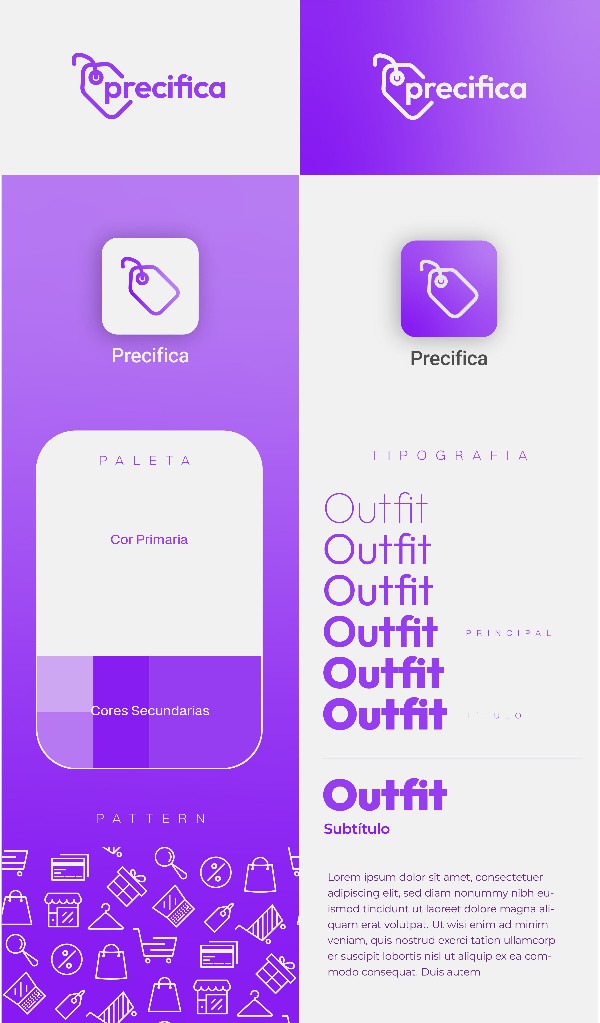 precifica
precifica
Precifica
Precifica
PALETA
Cor Primaria
Cores Secundarias
PATTERN
TIPOGRAFIA
Outfit
Outfit
Outfit
Outfit PRINCIPAL
Outfit
Outfit TITULO
Outfit
Subtítulo
Lorem ipsum dolor sit amet, consectetuer
adipiscing elit, sed diam nonummy nibh eu-
ismod tincidunt ut laoreet dolore magna ali-
quam erat volutpat. Ut wisi enim ad minim
veniam, quis nostrud exerci tation ullamcorp
er suscipit lobortis nisl ut aliquip ex ea com-
modo consequat. Duis autem